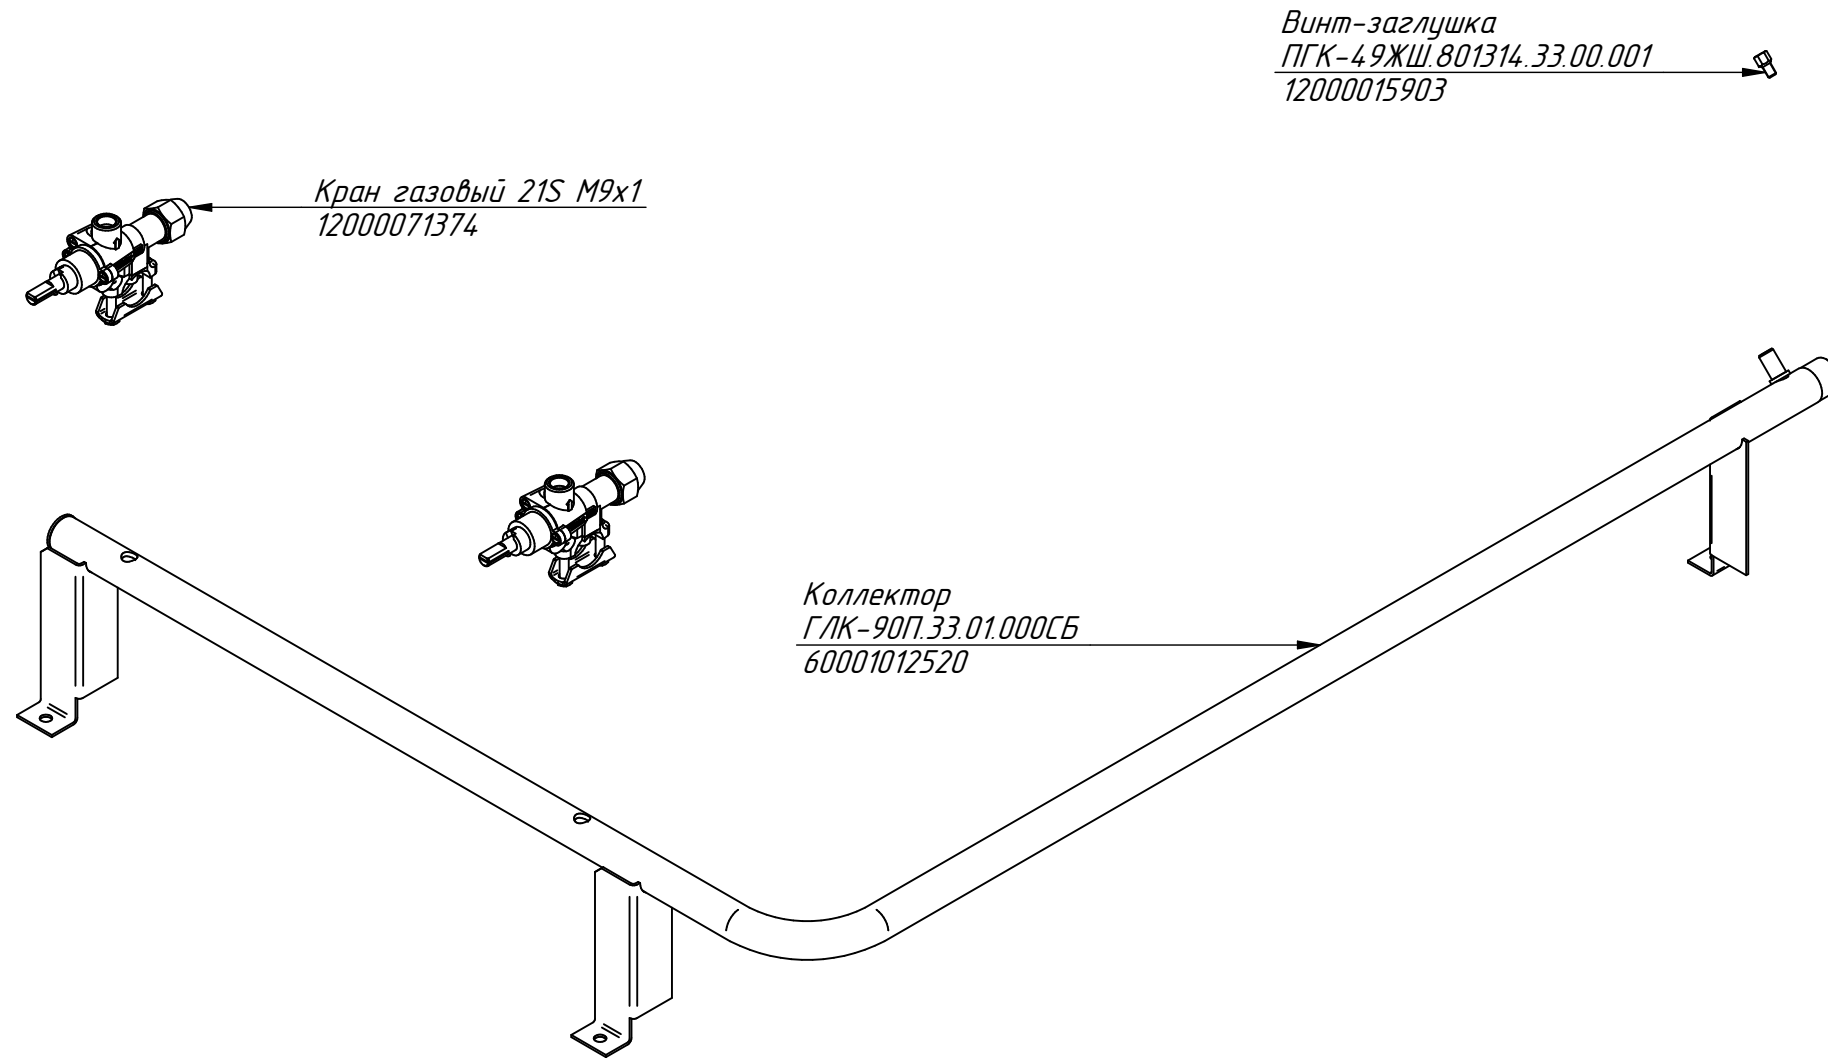 Винт-заглушка
ПГК-49ЖШ.801314.33.00.001
12000015903
Кран газовый 21S М9х1
12000071374
Коллектор
ГЛК-90П.33.01.000СБ
60001012520